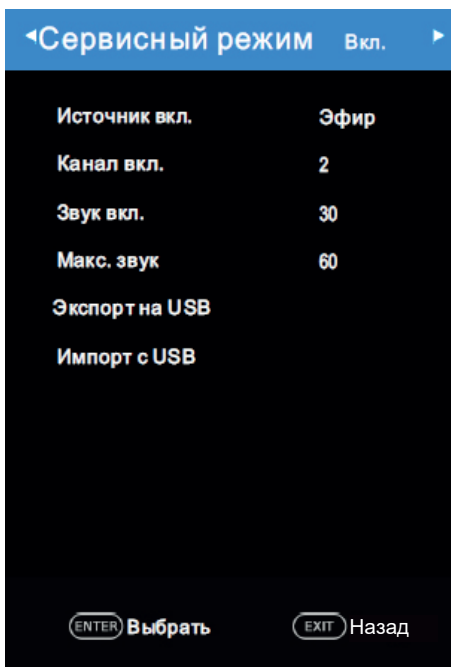 Сервисный режим Вкл.
Источник вкл. Эфир
Канал вкл. 2
Звук вкл. 30
Макс. звук 60
Экспорт на USB
Импорт с USB
ENTER Выбрать EXIT Назад